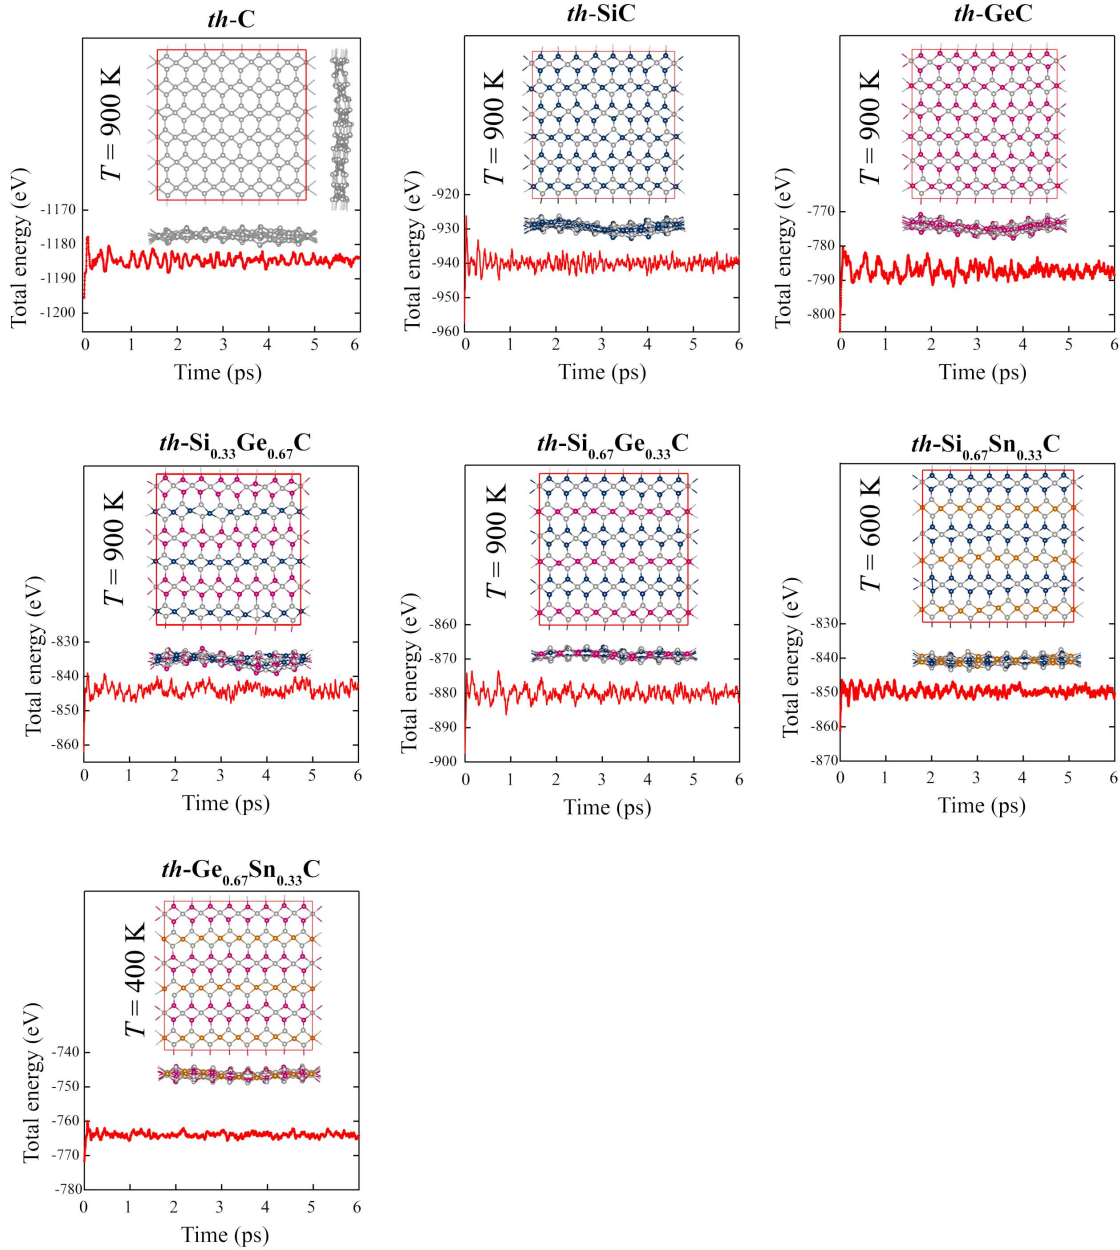 th-C
T = 900 K
Total energy (eV)
-1170
-1180
-1190
-1200
0 1 2 3 4 5 6
Time (ps)
th-SiC
T = 900 K
Total energy (eV)
-920
-930
-940
-950
-960
0 1 2 3 4 5 6
Time (ps)
th-GeC
T = 900 K
Total energy (eV)
-770
-780
-790
-800
0 1 2 3 4 5 6
Time (ps)
th-Si0.33Ge0.67C
T = 900 K
Total energy (eV)
-830
-840
-850
-860
0 1 2 3 4 5 6
Time (ps)
th-Si0.67Ge0.33C
T = 900 K
Total energy (eV)
-860
-870
-880
-890
-900
0 1 2 3 4 5 6
Time (ps)
th-Si0.67Sn0.33C
T = 600 K
Total energy (eV)
-830
-840
-850
-860
-870
0 1 2 3 4 5 6
Time (ps)
th-Ge0.67Sn0.33C
T = 400 K
Total energy (eV)
-740
-750
-760
-770
-780
0 1 2 3 4 5 6
Time (ps)